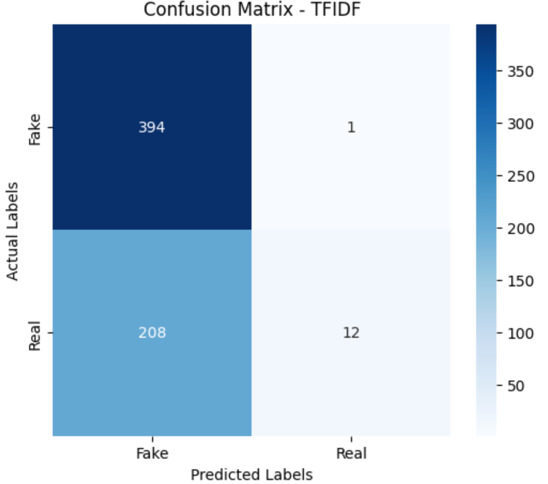 Confusion Matrix - TFIDF
Actual Labels
Fake
394
1
Real
208
12
Fake
Real
Predicted Labels
350
300
250
200
150
100
50